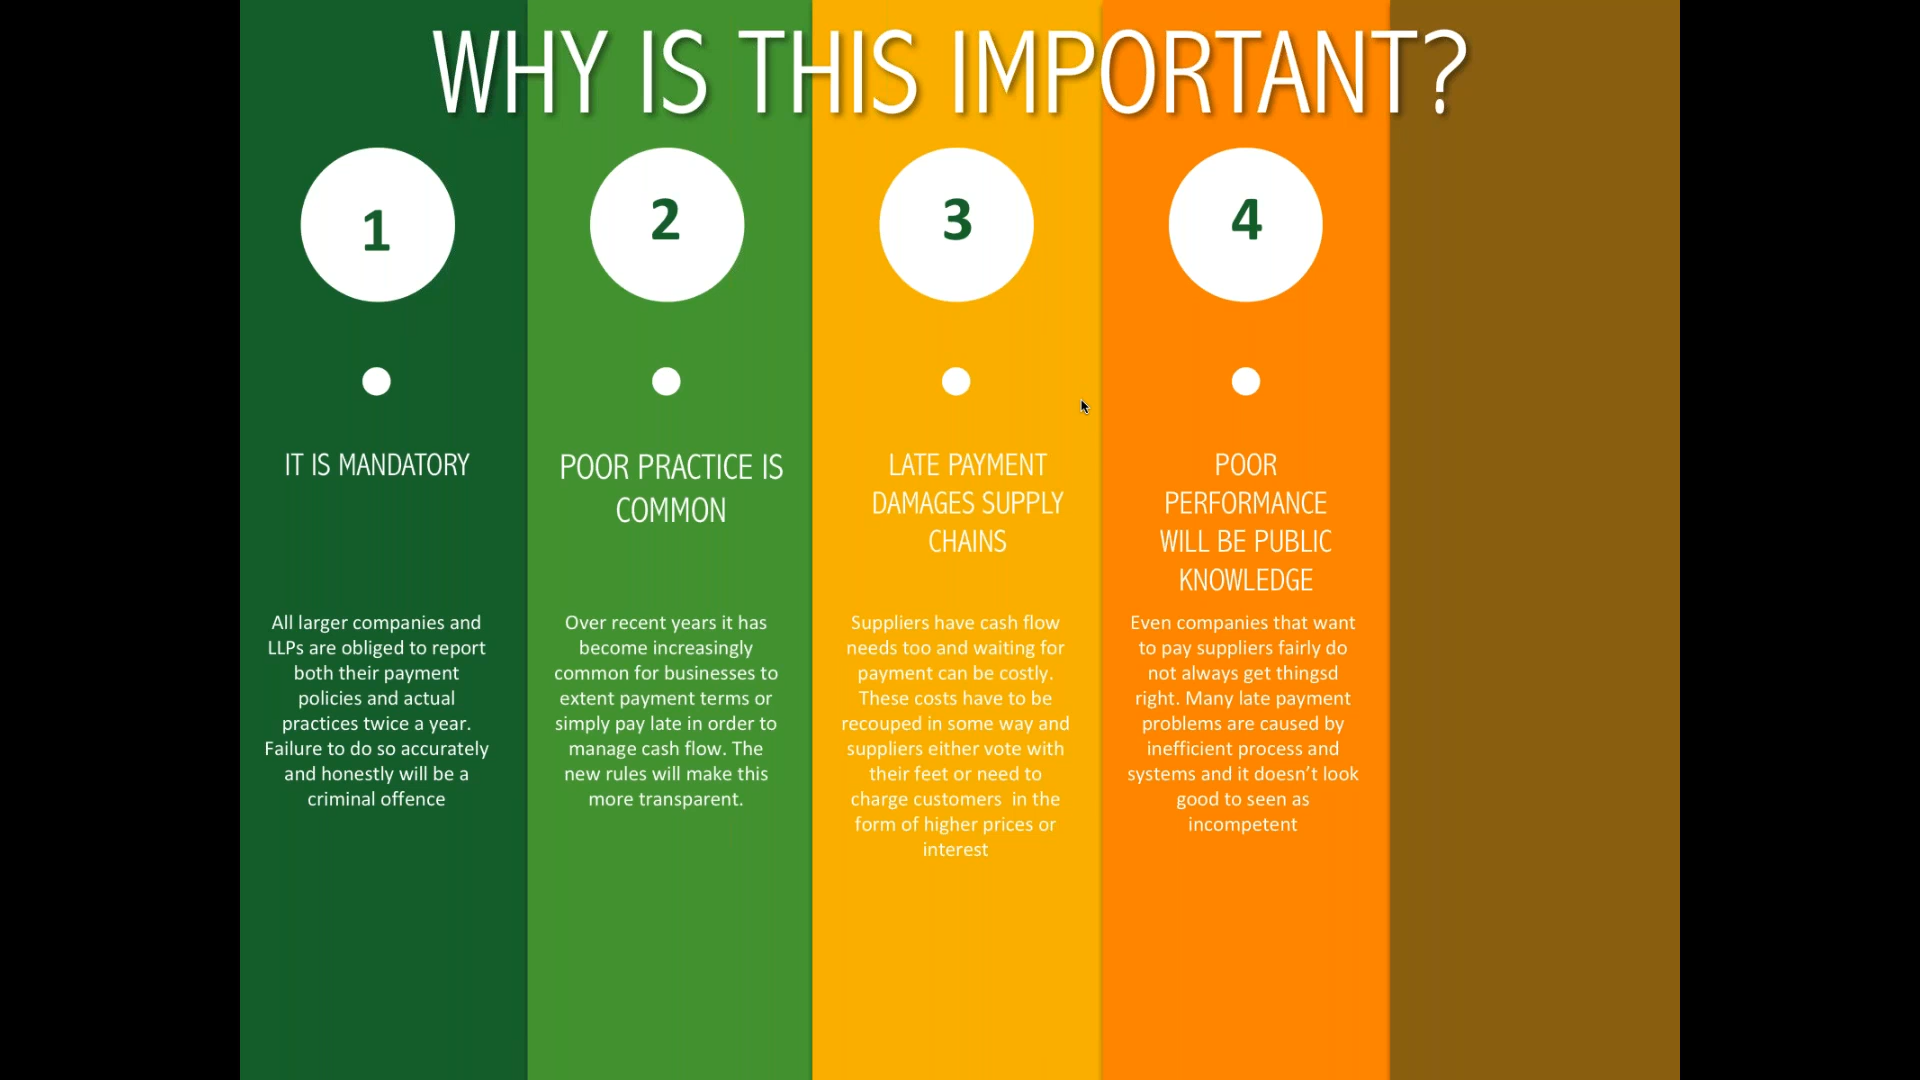 WHY IS THIS IMPORTANT?
1
IT IS MANDATORY
All larger companies and
LLPs are obliged to report
both their payment
policies and actual
practices twice a year.
Failure to do so accurately
and honestly will be a
criminal offence
2
POOR PRACTICE IS
COMMON
Over recent years it has
become increasingly
common for businesses to
extent payment terms or
simply pay late in order to
manage cash flow. The
new rules will make this
more transparent.
3
LATE PAYMENT
DAMAGES SUPPLY
CHAINS
Suppliers have cash flow
needs too and waiting for
payment can be costly.
These costs have to be
recouped in some way and
suppliers either vote with
their feet or need to
charge customers  in the
form of higher prices or
interest
4
POOR
PERFORMANCE
WILL BE PUBLIC
KNOWLEDGE
Even companies that want
to pay suppliers fairly do
not always get thingsd
right. Many late payment
problems are caused by
inefficient process and
systems and it doesn’t look
good to seen as
incompetent